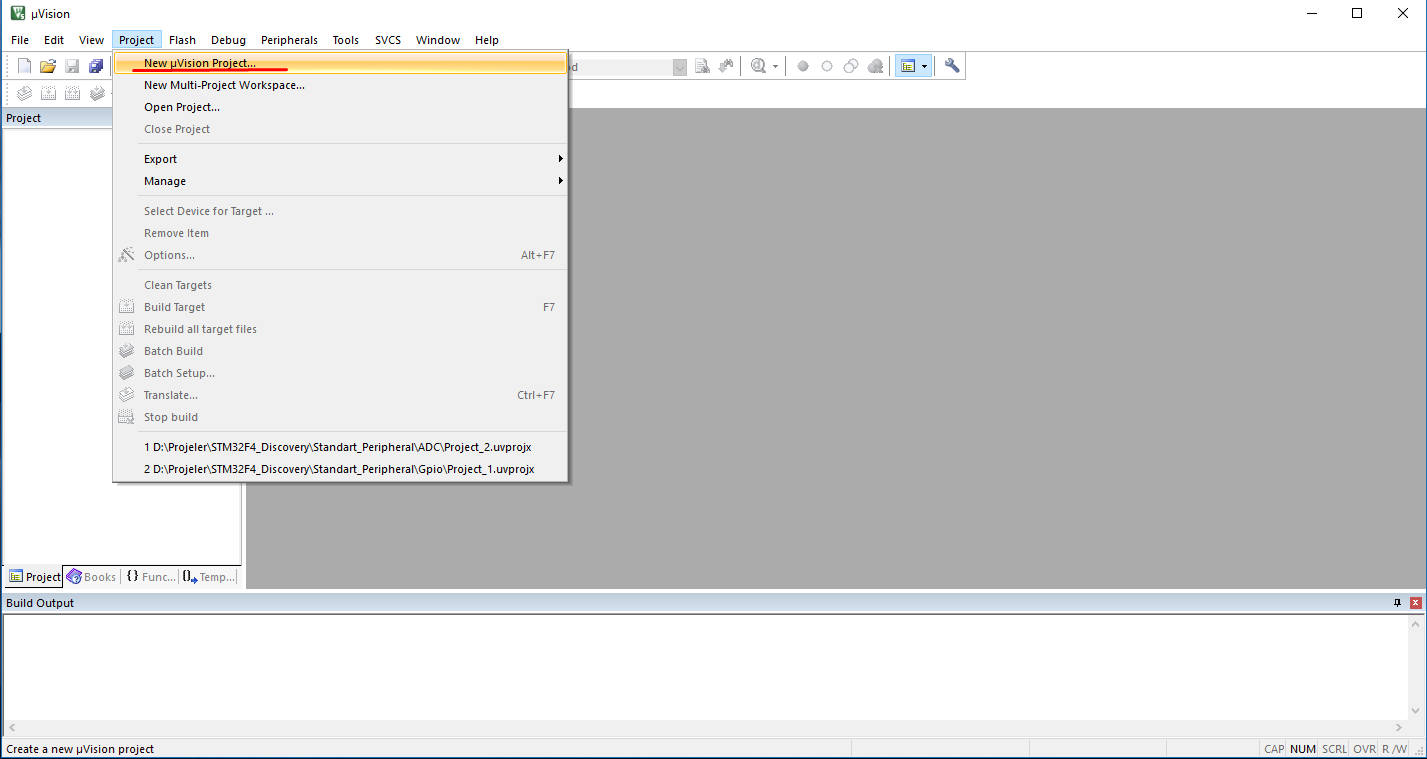 µVision
File Edit View Project Flash Debug Peripherals Tools SVCS Window Help
New µVision Project...
New Multi-Project Workspace...
Open Project...
Close Project
Export
Manage
Select Device for Target ...
Remove Item
Options... Alt+F7
Clean Targets
Build Target F7
Rebuild all target files
Batch Build
Batch Setup...
Translate... Ctrl+F7
Stop build
1 D:\Projeler\STM32F4_Discovery\Standart_Peripheral\ADC\Project_2.uvprojx
2 D:\Projeler\STM32F4_Discovery\Standart_Peripheral\Gpio\Project_1.uvprojx
Project
Project Books {} Func... Temp...
Build Output
Create a new µVision project CAP NUM SCRL OVR R/W